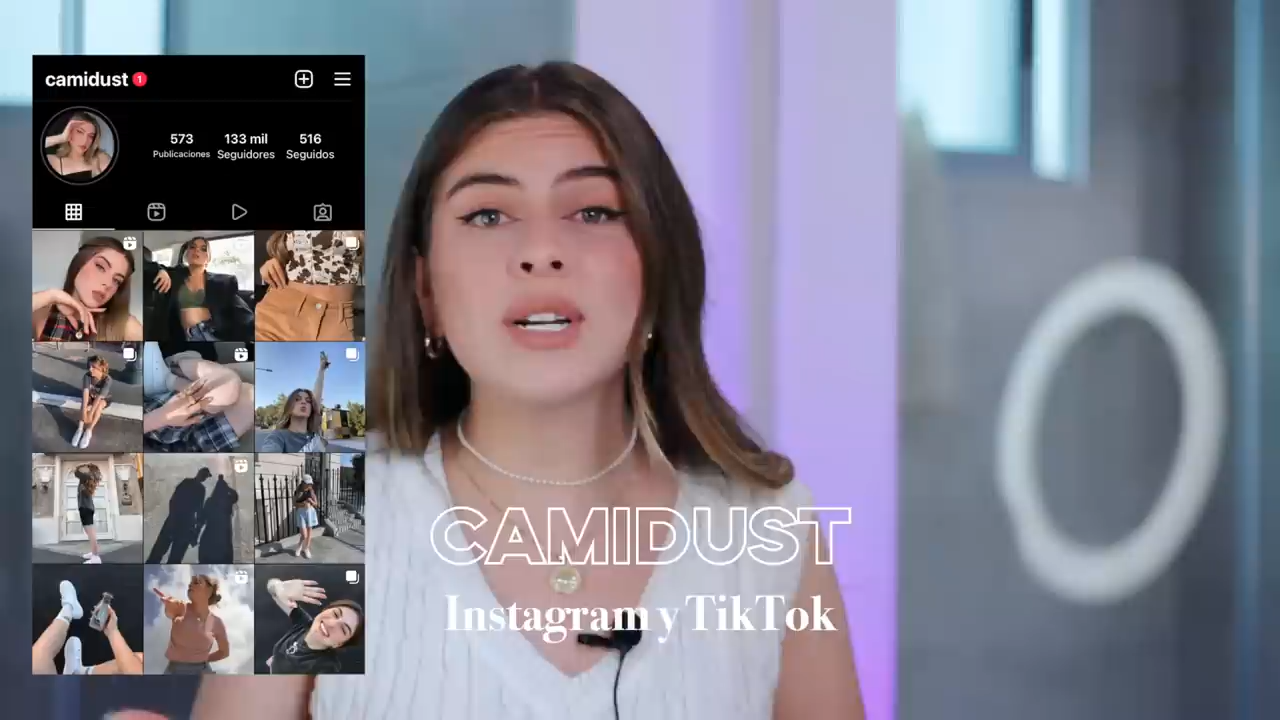 camidust 1
573 133 mil 516
Publicaciones Seguidores Seguidos
CAMIDUST
Instagram y TikTok